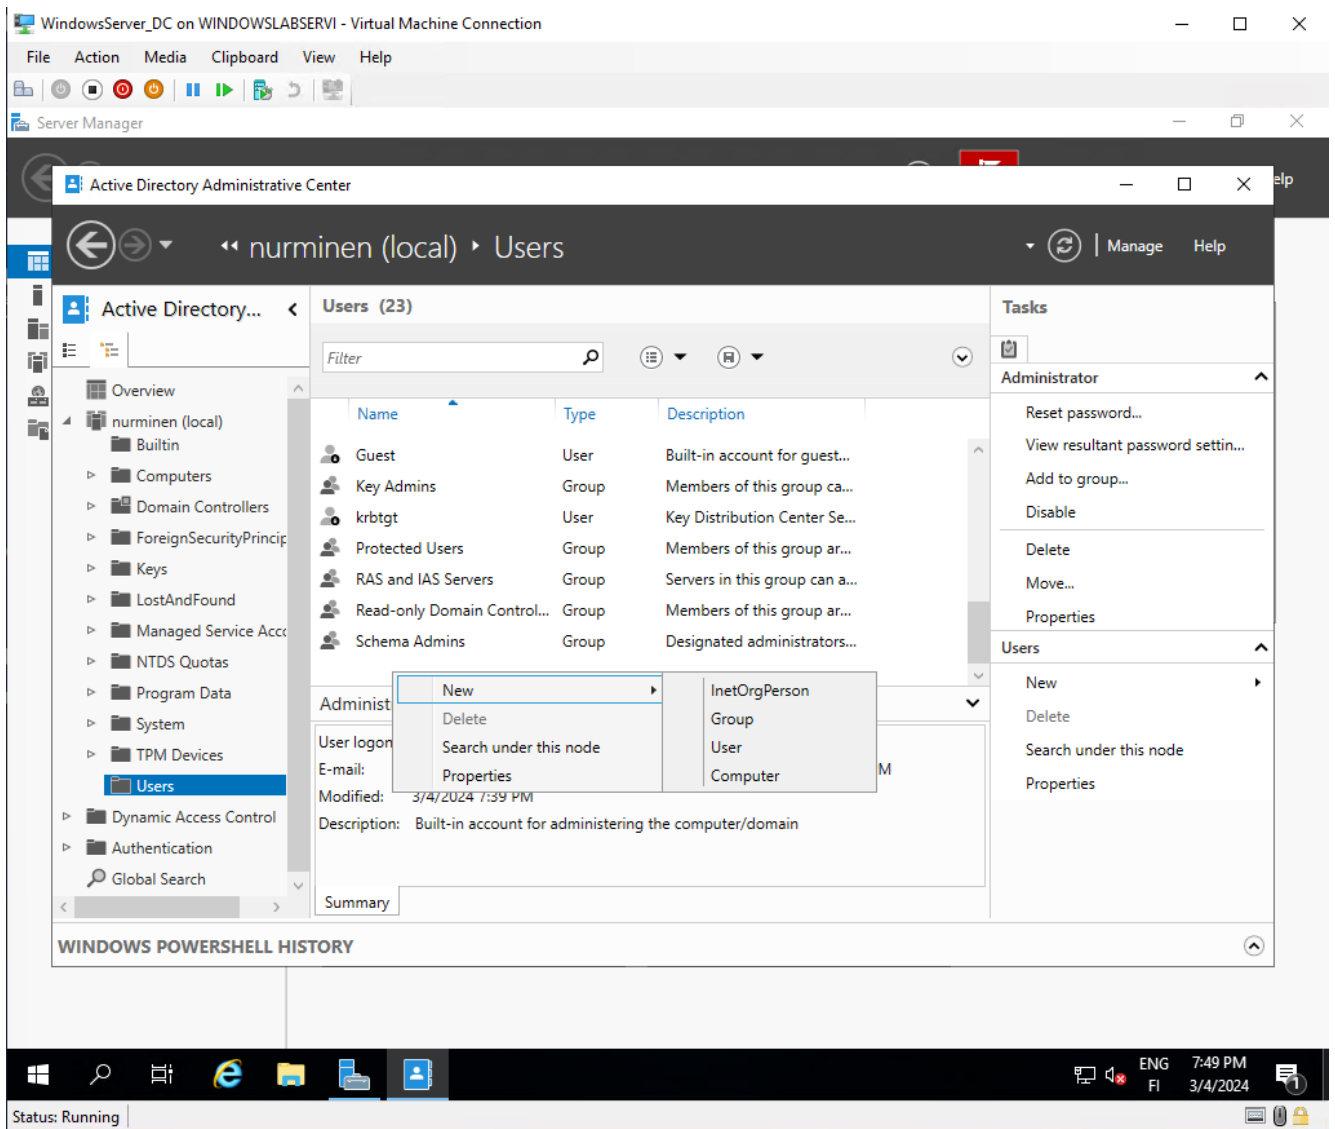 WindowsServer_DC on WINDOWSLABSERVI - Virtual Machine Connection
File Action Media Clipboard View Help
Server Manager
elp
Active Directory Administrative Center
nurminen (local) Users
Manage Help
Active Directory...
Overview
nurminen (local)
Builtin
Computers
Domain Controllers
ForeignSecurityPrincip
Keys
LostAndFound
Managed Service Acco
NTDS Quotas
Program Data
System
TPM Devices
Users
Dynamic Access Control
Authentication
Global Search
Users (23)
Filter
Name Type Description
Guest User Built-in account for guest...
Key Admins Group Members of this group ca...
krbtgt User Key Distribution Center Se...
Protected Users Group Members of this group ar...
RAS and IAS Servers Group Servers in this group can a...
Read-only Domain Control... Group Members of this group ar...
Schema Admins Group Designated administrators...
New
Delete
Search under this node
Properties
InetOrgPerson
Group
User
Computer
Administ
User logon
E-mail: M
Modified: 3/4/2024 7:39 PM
Description: Built-in account for administering the computer/domain
Summary
Tasks
Administrator
Reset password...
View resultant password settin...
Add to group...
Disable
Delete
Move...
Properties
Users
New
Delete
Search under this node
Properties
WINDOWS POWERSHELL HISTORY
ENG
FI
7:49 PM
3/4/2024
1
Status: Running